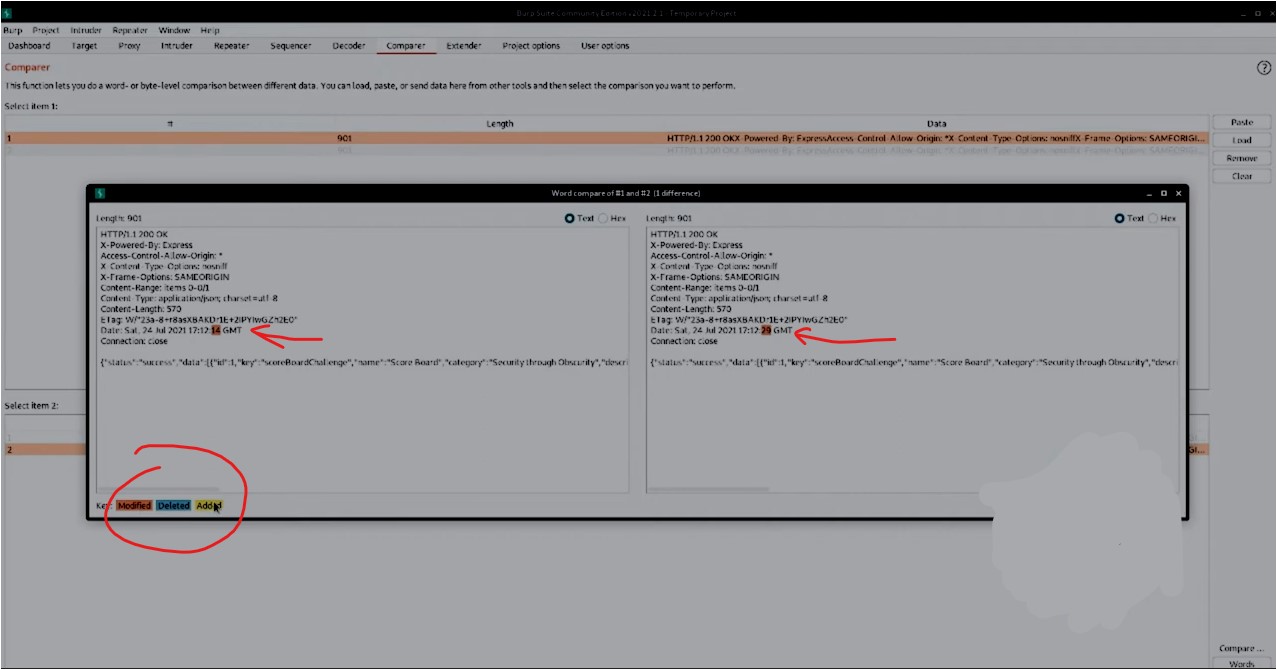 Burp Suite Community Edition v2021.2.1 - Temporary Project
Burp Project Intruder Repeater Window Help
Dashboard Target Proxy Intruder Repeater Sequencer Decoder Comparer Extender Project options User options
Comparer
?
This function lets you do a word- or byte-level comparison between different data. You can load, paste, or send data here from other tools and then select the comparison you want to perform.
Select item 1:
# Length Data
Paste
1 901 HTTP/1.1 200 OKX-Powered-By: ExpressAccess-Control-Allow-Origin: *X-Content-Type-Options: nosniffX-Frame-Options: SAMEORIGI...
Load
2 901 HTTP/1.1 200 OKX-Powered-By: ExpressAccess-Control-Allow-Origin: *X-Content-Type-Options: nosniffX-Frame-Options: SAMEORIGI...
Remove
Clear
Word compare of #1 and #2 (1 difference)
Length: 901 Text Hex
HTTP/1.1 200 OK
X-Powered-By: Express
Access-Control-Allow-Origin: *
X-Content-Type-Options: nosniff
X-Frame-Options: SAMEORIGIN
Content-Range: items 0-0/1
Content-Type: application/json; charset=utf-8
Content-Length: 570
ETag:
Date: Sat, 24 Jul 2021 17:12:14 GMT
Connection: close
{"status":"success","data":[{"id":1,"key":"scoreBoardChallenge","name":"Score Board","category":"Security through Obscurity","descri
Length: 901 Text Hex
HTTP/1.1 200 OK
X-Powered-By: Express
Access-Control-Allow-Origin: *
X-Content-Type-Options: nosniff
X-Frame-Options: SAMEORIGIN
Content-Range: items 0-0/1
Content-Type: application/json; charset=utf-8
Content-Length: 570
ETag:
Date: Sat, 24 Jul 2021 17:12:29 GMT
Connection: close
{"status":"success","data":[{"id":1,"key":"scoreBoardChallenge","name":"Score Board","category":"Security through Obscurity","descri
Key: Modified Deleted Added
Select item 2:
1
2 GI...
Compare ...
Words